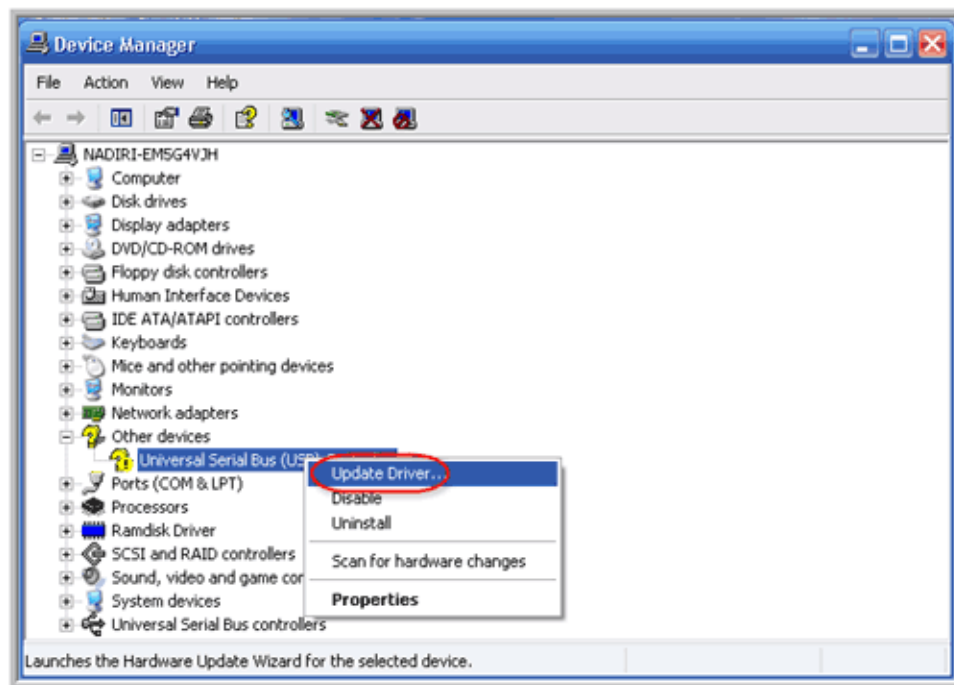 Device Manager
File Action View Help
NADIRI-EM5G4VJH
Computer
Disk drives
Display adapters
DVD/CD-ROM drives
Floppy disk controllers
Human Interface Devices
IDE ATA/ATAPI controllers
Keyboards
Mice and other pointing devices
Monitors
Network adapters
Other devices
Universal Serial Bus (USB)
Update Driver...
Ports (COM & LPT)
Disable
Processors
Uninstall
Ramdisk Driver
SCSI and RAID controllers
Scan for hardware changes
Sound, video and game con
System devices
Properties
Universal Serial Bus controllers
Launches the Hardware Update Wizard for the selected device.